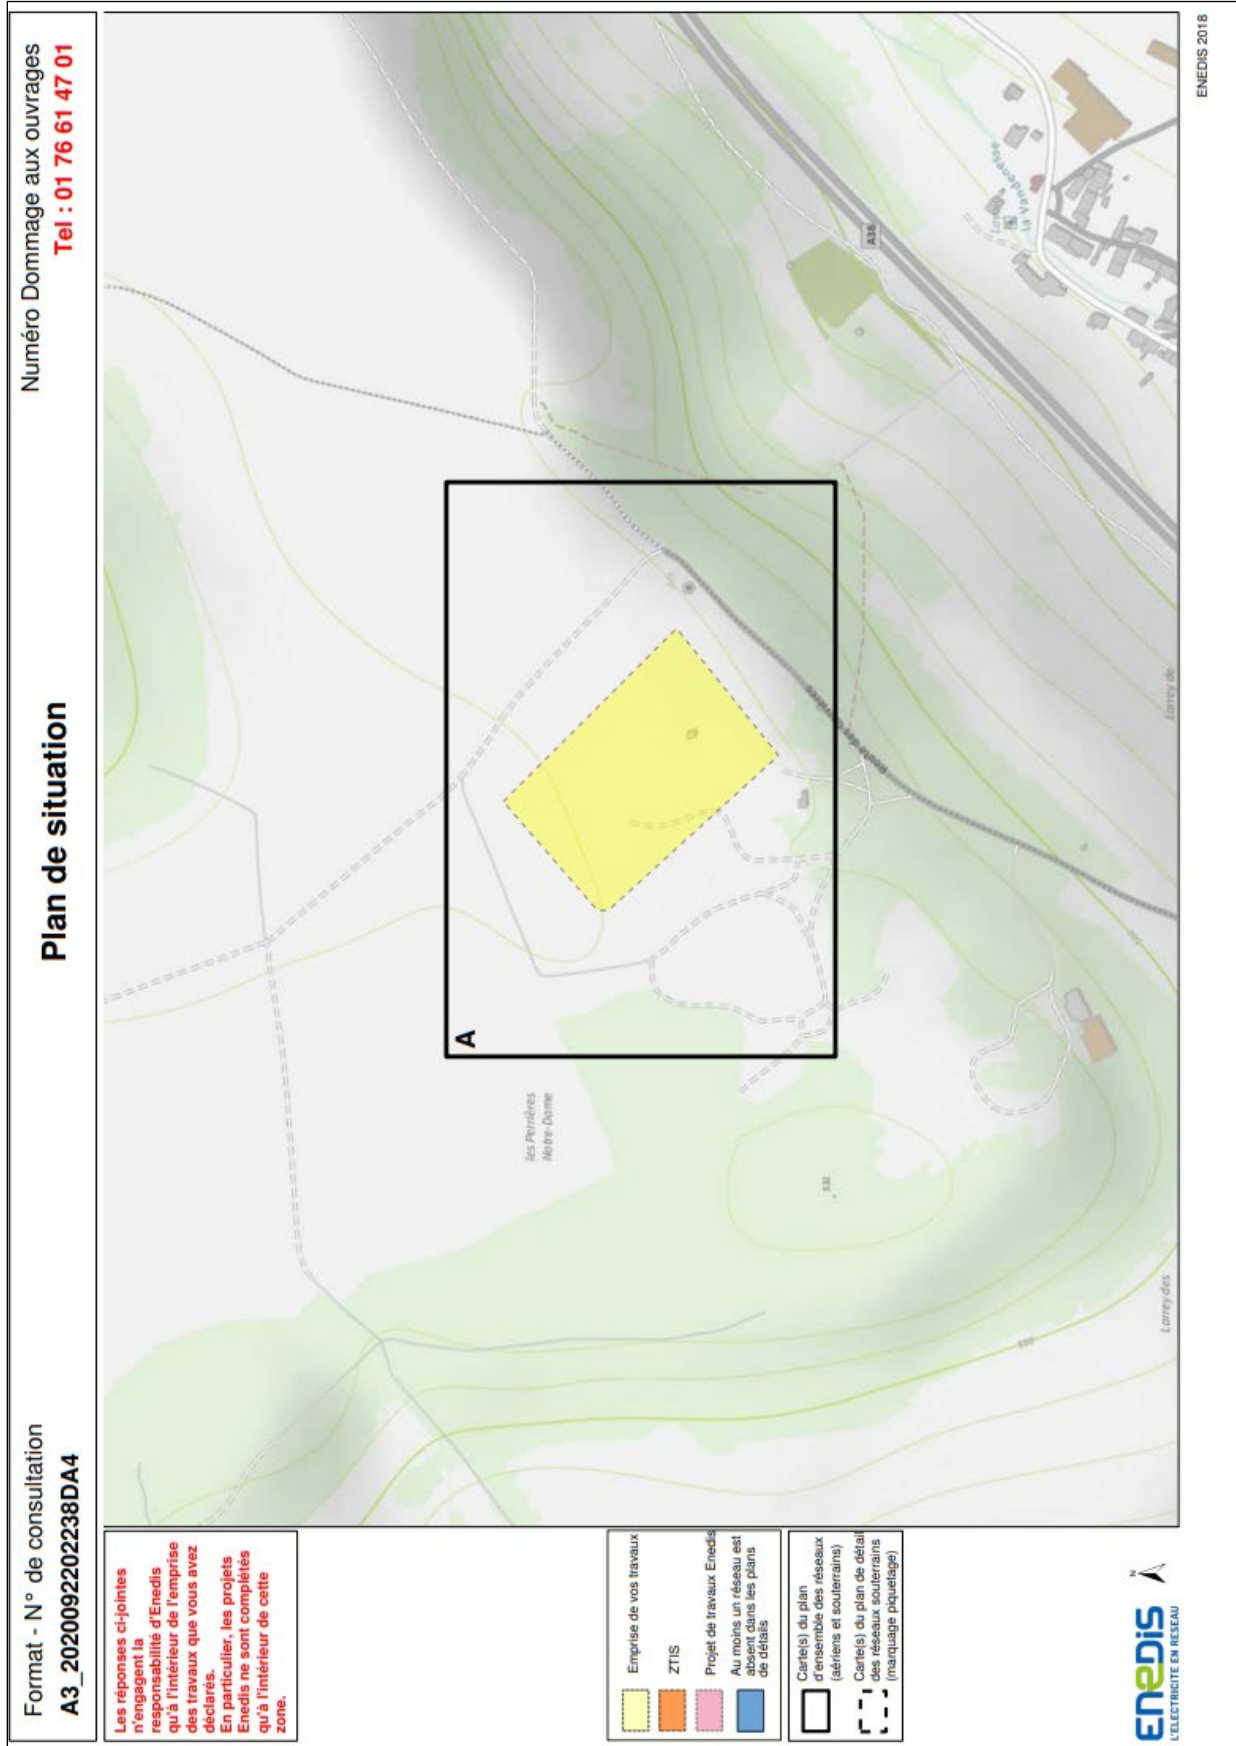 Format - N° de consultation
A3_2020092202238DA4
Plan de situation
Numéro Dommage aux ouvrages
Tel : 01 76 61 47 01
Les réponses ci-jointes
n'engagent la
responsabilité d'Enedis
qu'à l'intérieur de l'emprise
des travaux que vous avez
déclarés.
En particulier, les projets
Enedis ne sont complétés
qu'à l'intérieur de cette
zone.
Emprise de vos travaux
ZTIS
Projet de travaux Enedis
Au moins un réseau est
absent dans les plans
de détails
Carte(s) du plan
d'ensemble des réseaux
(aériens et souterrains)
Carte(s) du plan de détail
des réseaux souterrains
(marquage piquetage)
N
ENEDIS
L'ELECTRICITE EN RESEAU
A
les Perrières
Notre-Dame
Route des
A38
la Vandenesse
Larrey de
Larrey des
ENEDIS 2018